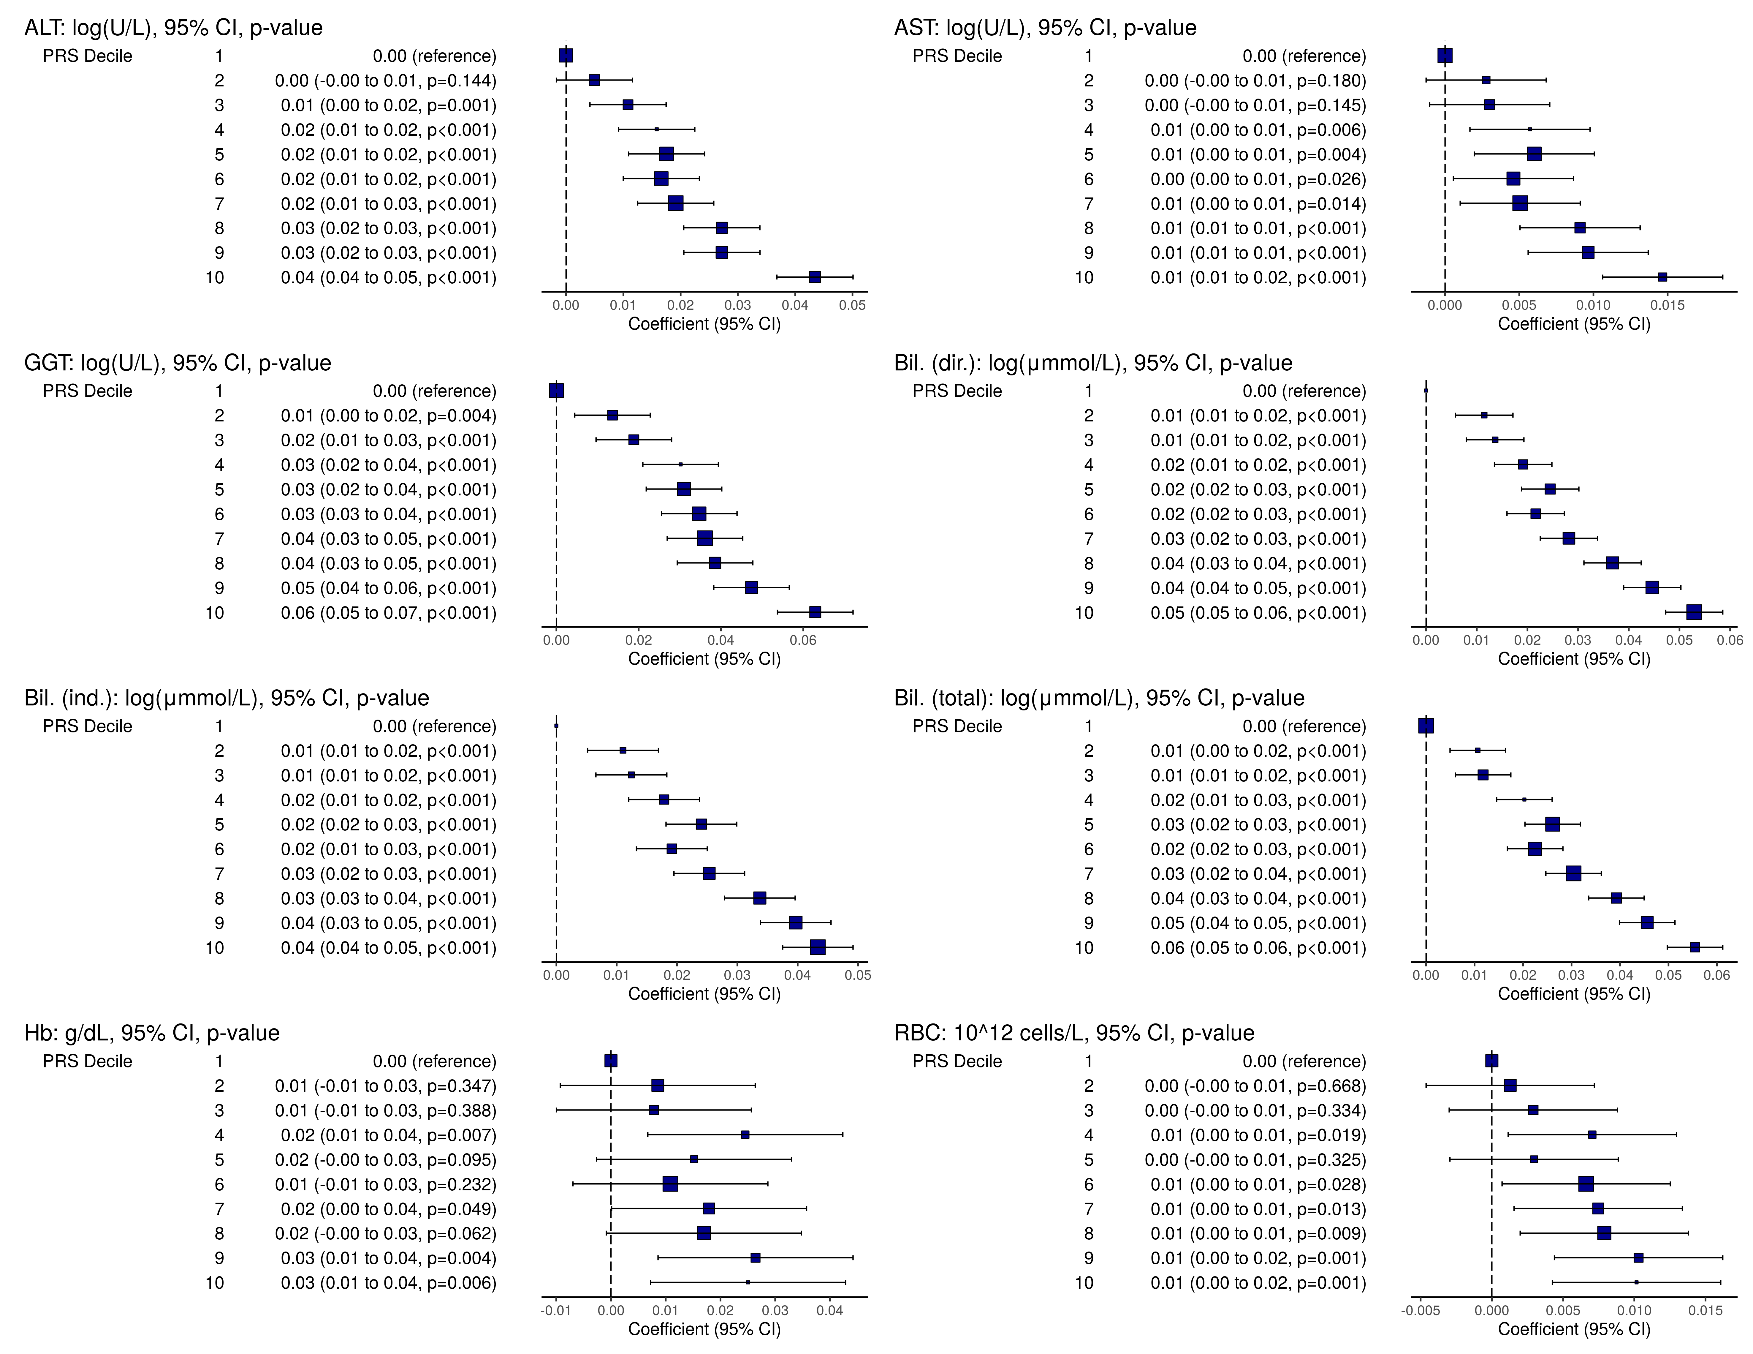 ALT: log(U/L), 95% CI, p-value
PRS Decile 1 0.00 (reference)
2 0.00 (-0.00 to 0.01, p=0.144)
3 0.01 (0.00 to 0.02, p=0.001)
4 0.02 (0.01 to 0.02, p<0.001)
5 0.02 (0.01 to 0.02, p<0.001)
6 0.02 (0.01 to 0.02, p<0.001)
7 0.02 (0.01 to 0.03, p<0.001)
8 0.03 (0.02 to 0.03, p<0.001)
9 0.03 (0.02 to 0.03, p<0.001)
10 0.04 (0.04 to 0.05, p<0.001)
0.00 0.01 0.02 0.03 0.04 0.05
Coefficient (95% CI)
AST: log(U/L), 95% CI, p-value
PRS Decile 1 0.00 (reference)
2 0.00 (-0.00 to 0.01, p=0.180)
3 0.00 (-0.00 to 0.01, p=0.145)
4 0.01 (0.00 to 0.01, p=0.006)
5 0.01 (0.00 to 0.01, p=0.004)
6 0.00 (0.00 to 0.01, p=0.026)
7 0.01 (0.00 to 0.01, p=0.014)
8 0.01 (0.01 to 0.01, p<0.001)
9 0.01 (0.01 to 0.01, p<0.001)
10 0.01 (0.01 to 0.02, p<0.001)
0.000 0.005 0.010 0.015
Coefficient (95% CI)
GGT: log(U/L), 95% CI, p-value
PRS Decile 1 0.00 (reference)
2 0.01 (0.00 to 0.02, p=0.004)
3 0.02 (0.01 to 0.03, p<0.001)
4 0.03 (0.02 to 0.04, p<0.001)
5 0.03 (0.02 to 0.04, p<0.001)
6 0.03 (0.03 to 0.04, p<0.001)
7 0.04 (0.03 to 0.05, p<0.001)
8 0.04 (0.03 to 0.05, p<0.001)
9 0.05 (0.04 to 0.06, p<0.001)
10 0.06 (0.05 to 0.07, p<0.001)
0.00 0.02 0.04 0.06
Coefficient (95% CI)
Bil. (dir.): log(µmmol/L), 95% CI, p-value
PRS Decile 1 0.00 (reference)
2 0.01 (0.01 to 0.02, p<0.001)
3 0.01 (0.01 to 0.02, p<0.001)
4 0.02 (0.01 to 0.02, p<0.001)
5 0.02 (0.02 to 0.03, p<0.001)
6 0.02 (0.02 to 0.03, p<0.001)
7 0.03 (0.02 to 0.03, p<0.001)
8 0.04 (0.03 to 0.04, p<0.001)
9 0.04 (0.04 to 0.05, p<0.001)
10 0.05 (0.05 to 0.06, p<0.001)
0.00 0.01 0.02 0.03 0.04 0.05 0.06
Coefficient (95% CI)
Bil. (ind.): log(µmmol/L), 95% CI, p-value
PRS Decile 1 0.00 (reference)
2 0.01 (0.01 to 0.02, p<0.001)
3 0.01 (0.01 to 0.02, p<0.001)
4 0.02 (0.01 to 0.02, p<0.001)
5 0.02 (0.02 to 0.03, p<0.001)
6 0.02 (0.01 to 0.03, p<0.001)
7 0.03 (0.02 to 0.03, p<0.001)
8 0.03 (0.03 to 0.04, p<0.001)
9 0.04 (0.03 to 0.05, p<0.001)
10 0.04 (0.04 to 0.05, p<0.001)
0.00 0.01 0.02 0.03 0.04 0.05
Coefficient (95% CI)
Bil. (total): log(µmmol/L), 95% CI, p-value
PRS Decile 1 0.00 (reference)
2 0.01 (0.00 to 0.02, p<0.001)
3 0.01 (0.01 to 0.02, p<0.001)
4 0.02 (0.01 to 0.03, p<0.001)
5 0.03 (0.02 to 0.03, p<0.001)
6 0.02 (0.02 to 0.03, p<0.001)
7 0.03 (0.02 to 0.04, p<0.001)
8 0.04 (0.03 to 0.04, p<0.001)
9 0.05 (0.04 to 0.05, p<0.001)
10 0.06 (0.05 to 0.06, p<0.001)
0.00 0.01 0.02 0.03 0.04 0.05 0.06
Coefficient (95% CI)
Hb: g/dL, 95% CI, p-value
PRS Decile 1 0.00 (reference)
2 0.01 (-0.01 to 0.03, p=0.347)
3 0.01 (-0.01 to 0.03, p=0.388)
4 0.02 (0.01 to 0.04, p=0.007)
5 0.02 (-0.00 to 0.03, p=0.095)
6 0.01 (-0.01 to 0.03, p=0.232)
7 0.02 (0.00 to 0.04, p=0.049)
8 0.02 (-0.00 to 0.03, p=0.062)
9 0.03 (0.01 to 0.04, p=0.004)
10 0.03 (0.01 to 0.04, p=0.006)
-0.01 0.00 0.01 0.02 0.03 0.04
Coefficient (95% CI)
RBC: 10^12 cells/L, 95% CI, p-value
PRS Decile 1 0.00 (reference)
2 0.00 (-0.00 to 0.01, p=0.668)
3 0.00 (-0.00 to 0.01, p=0.334)
4 0.01 (0.00 to 0.01, p=0.019)
5 0.00 (-0.00 to 0.01, p=0.325)
6 0.01 (0.00 to 0.01, p=0.028)
7 0.01 (0.00 to 0.01, p=0.013)
8 0.01 (0.00 to 0.01, p=0.009)
9 0.01 (0.00 to 0.02, p=0.001)
10 0.01 (0.00 to 0.02, p=0.001)
-0.005 0.000 0.005 0.010 0.015
Coefficient (95% CI)